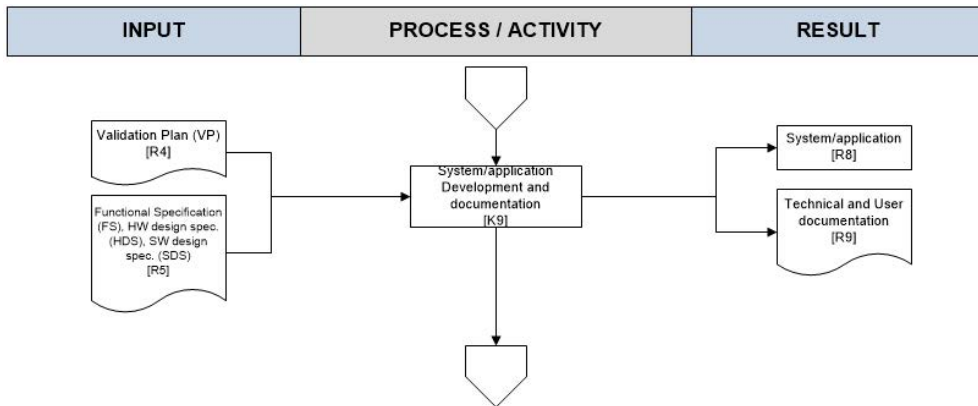 INPUT
PROCESS / ACTIVITY
RESULT
Validation Plan (VP)
[R4]
Functional Specification
(FS), HW design spec.
(HDS), SW design
spec. (SDS)
[R5]
System/application
Development and
documentation
[K9]
System/application
[R8]
Technical and User
documentation
[R9]